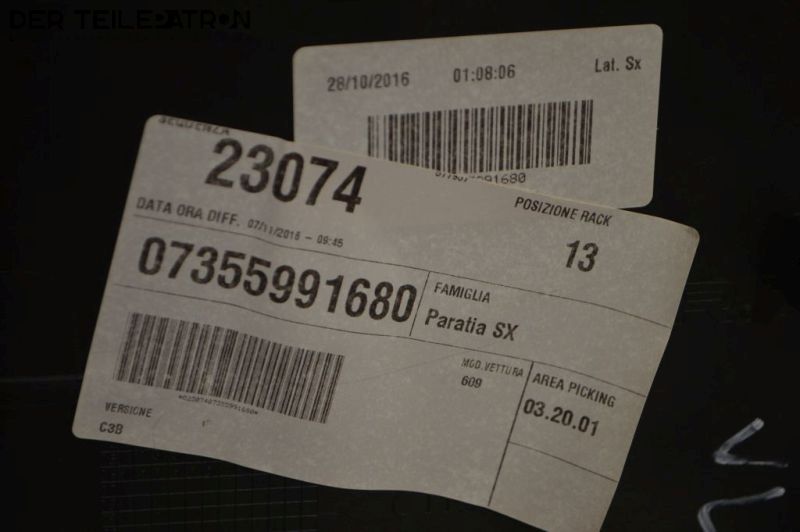 DER TEILEPATRON
28/10/2016 01:08:06 Lat. Sx
SEQUENZA
23074
POSIZIONE RACK
13
DATA ORA DIFF. 07/11/2016 - 09:45
07355991680
FAMIGLIA
Paratia SX
MOD.VETTURA
609
AREA PICKING
03.20.01
VERSIONE
C3B